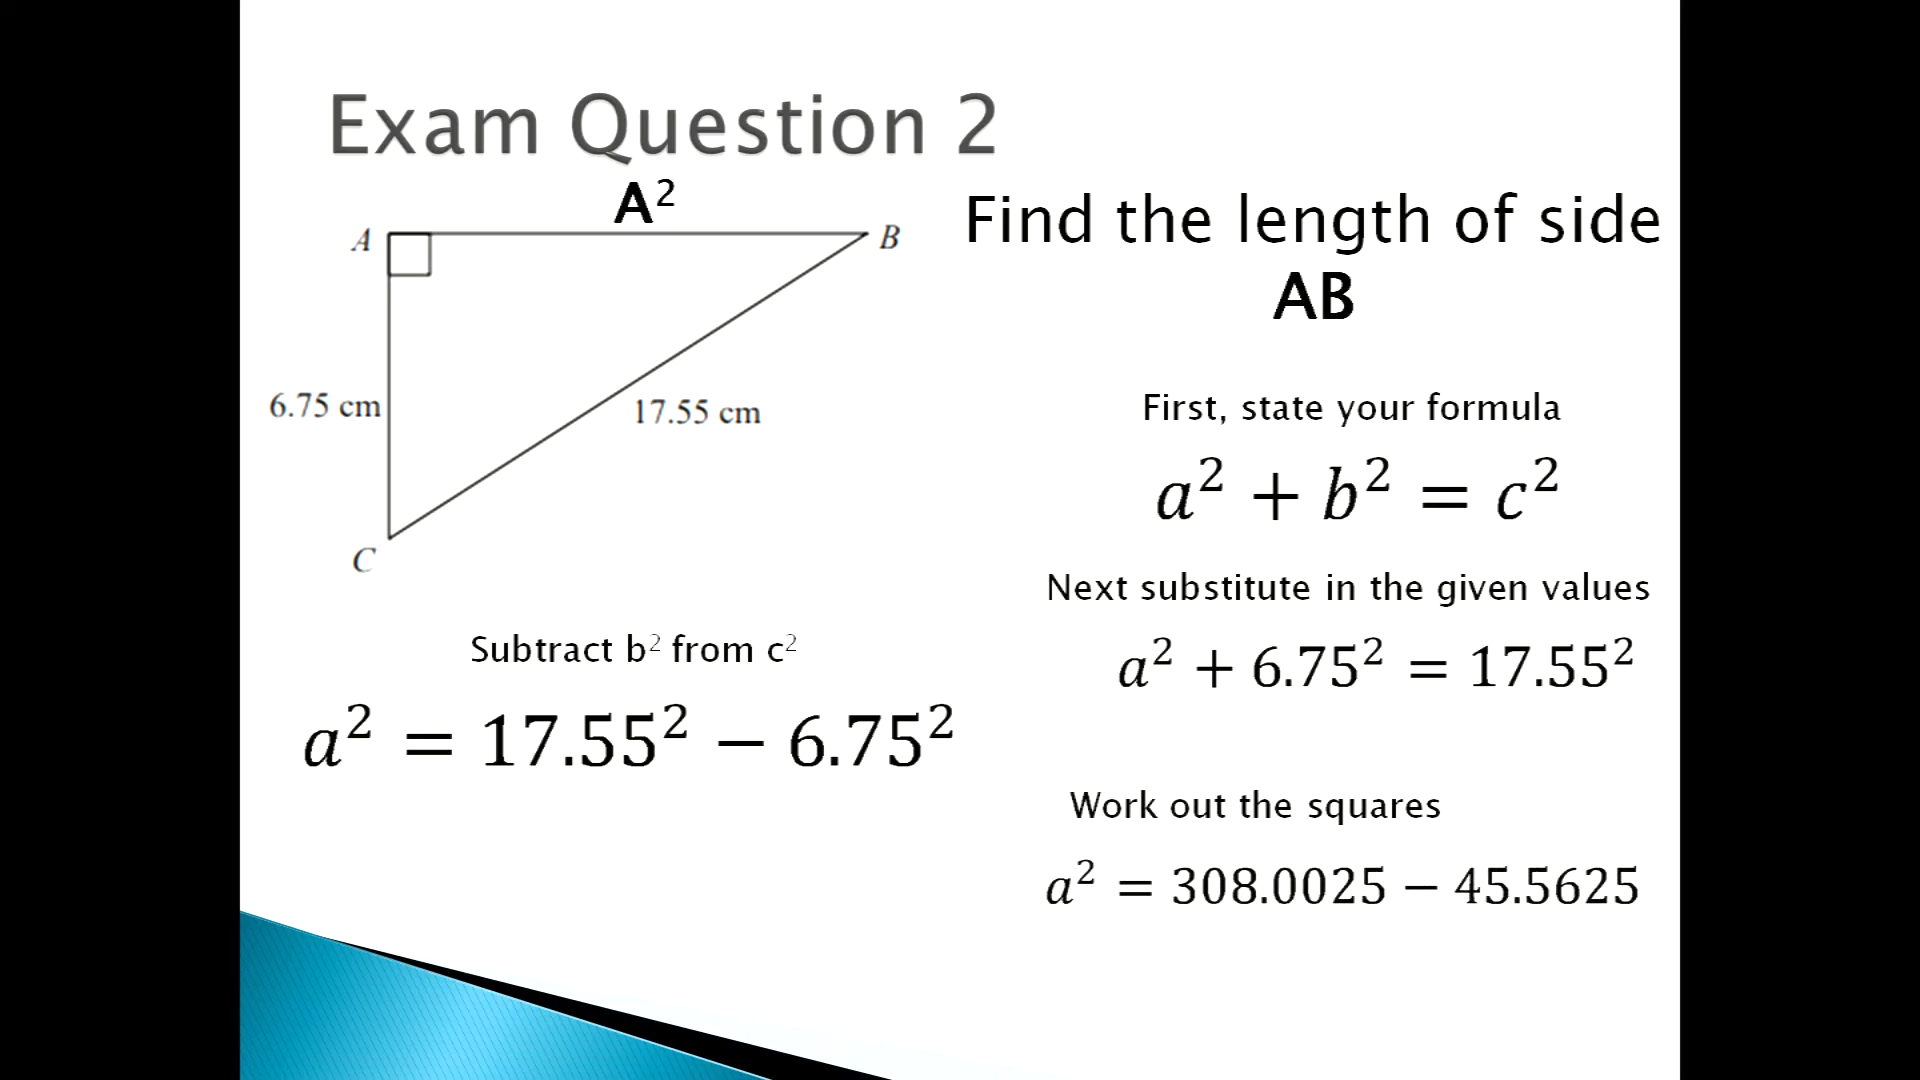 Exam Question 2
A²
A
B
6.75 cm
17.55 cm
C
Find the length of side
AB
First, state your formula
a² + b² = c²
Next substitute in the given values
a² + 6.75² = 17.55²
Subtract b² from c²
a² = 17.55² − 6.75²
Work out the squares
a² = 308.0025 − 45.5625